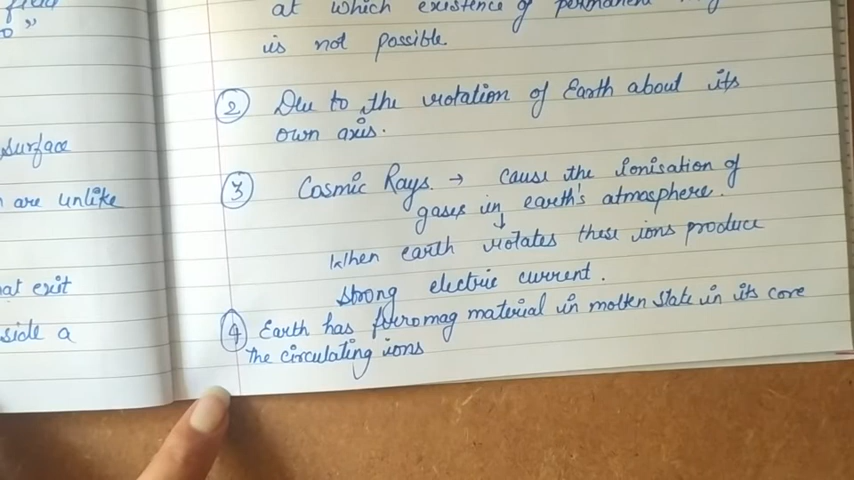 field
o"
surface
are unlike
at exit
side a
at which existence of permanent
is not possible.
2 Due to the rotation of Earth about its
own axis.
3 Cosmic Rays. → cause the Ionisation of
gases in earth's atmosphere.
↓
When earth rotates these ions produce
strong electric current.
4 Earth has ferromag material in molten state in its core
the circulating ions